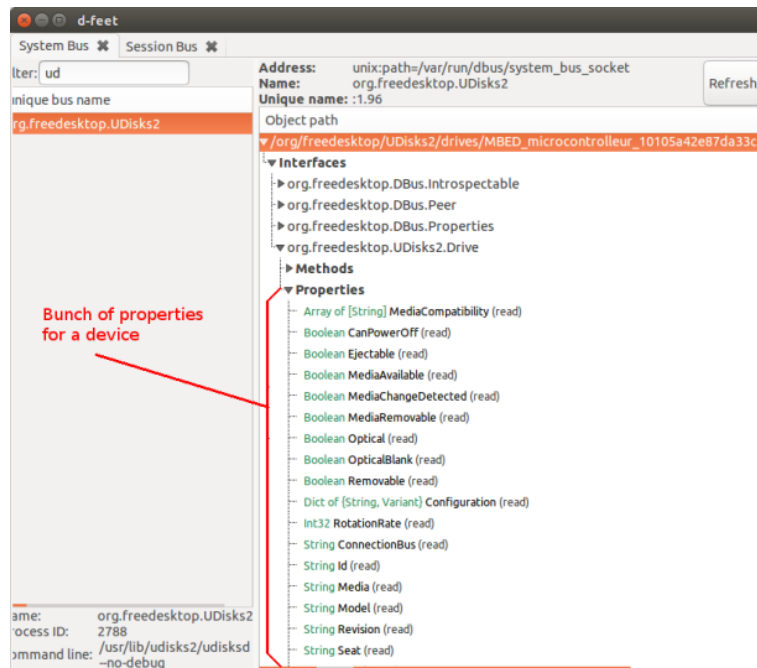 d-feet
System Bus ✖ Session Bus ✖
lter: ud
nique bus name
rg.freedesktop.UDisks2
Address: unix:path=/var/run/dbus/system_bus_socket
Name: org.freedesktop.UDisks2
Unique name: :1.96
Refresh
Object path
/org/freedesktop/UDisks2/drives/MBED_microcontrolleur_10105a42e87da33c
Interfaces
org.freedesktop.DBus.Introspectable
org.freedesktop.DBus.Peer
org.freedesktop.DBus.Properties
org.freedesktop.UDisks2.Drive
Methods
Properties
Array of [String] MediaCompatibility (read)
Boolean CanPowerOff (read)
Boolean Ejectable (read)
Boolean MediaAvailable (read)
Boolean MediaChangeDetected (read)
Boolean MediaRemovable (read)
Boolean Optical (read)
Boolean OpticalBlank (read)
Boolean Removable (read)
Dict of {String, Variant} Configuration (read)
Int32 RotationRate (read)
String ConnectionBus (read)
String Id (read)
String Media (read)
String Model (read)
String Revision (read)
String Seat (read)
Bunch of properties
for a device
ame: org.freedesktop.UDisks2
ocess ID: 2788
ommand line: /usr/lib/udisks2/udisksd
--no-debug